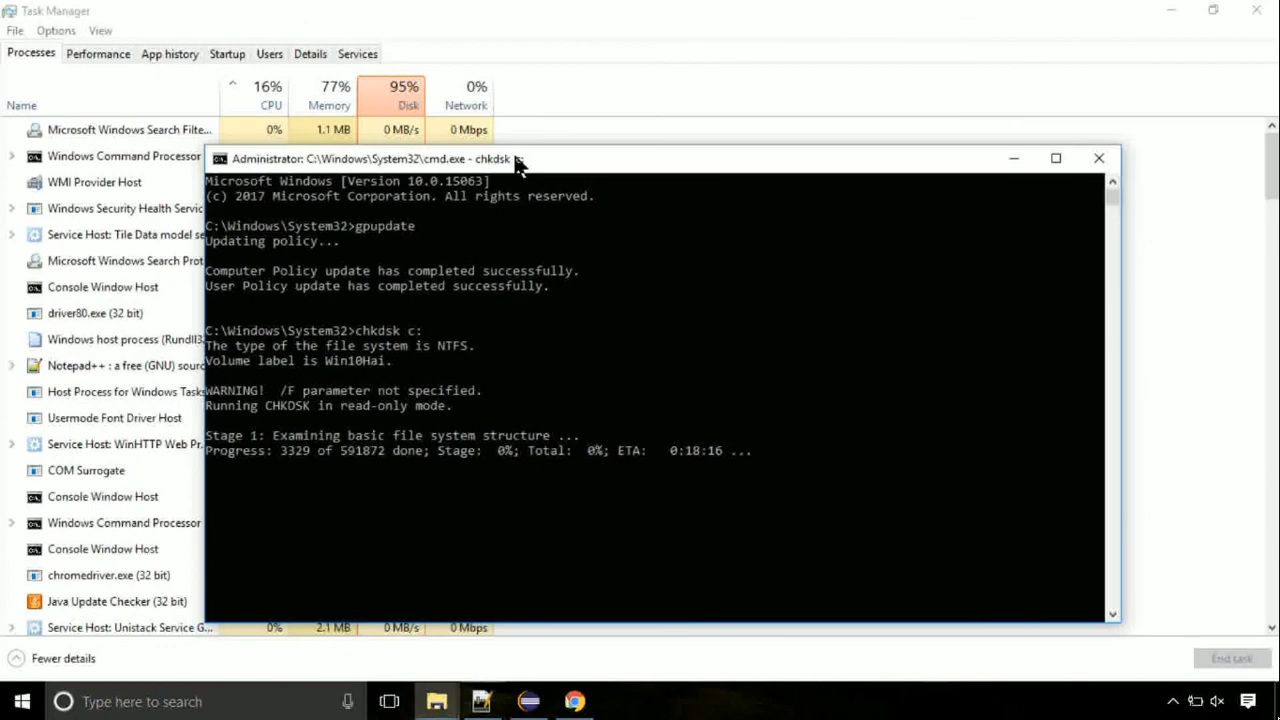 Task Manager
File Options View
Processes Performance App history Startup Users Details Services
16% 77% 95% 0%
Name CPU Memory Disk Network
Microsoft Windows Search Filte... 0% 1.1 MB 0 MB/s 0 Mbps
Windows Command Processor
WMI Provider Host
Windows Security Health Servic
Service Host: Tile Data model se
Microsoft Windows Search Prot
Console Window Host
driver80.exe (32 bit)
Windows host process (Rundll3
Notepad++ : a free (GNU) sourc
Host Process for Windows Task
Usermode Font Driver Host
Service Host: WinHTTP Web Pr
COM Surrogate
Console Window Host
Windows Command Processor
Console Window Host
chromedriver.exe (32 bit)
Java Update Checker (32 bit)
Service Host: Unistack Service G... 0% 2.1 MB 0 MB/s 0 Mbps
Administrator: C:\Windows\System32\cmd.exe - chkdsk
Microsoft Windows [Version 10.0.15063]
(c) 2017 Microsoft Corporation. All rights reserved.
C:\Windows\System32>gpupdate
Updating policy...
Computer Policy update has completed successfully.
User Policy update has completed successfully.
C:\Windows\System32>chkdsk c:
The type of the file system is NTFS.
Volume label is Win10Hai.
WARNING! /F parameter not specified.
Running CHKDSK in read-only mode.
Stage 1: Examining basic file system structure ...
Progress: 3329 of 591872 done; Stage: 0%; Total: 0%; ETA: 0:18:16 ...
Fewer details
End task
Type here to search